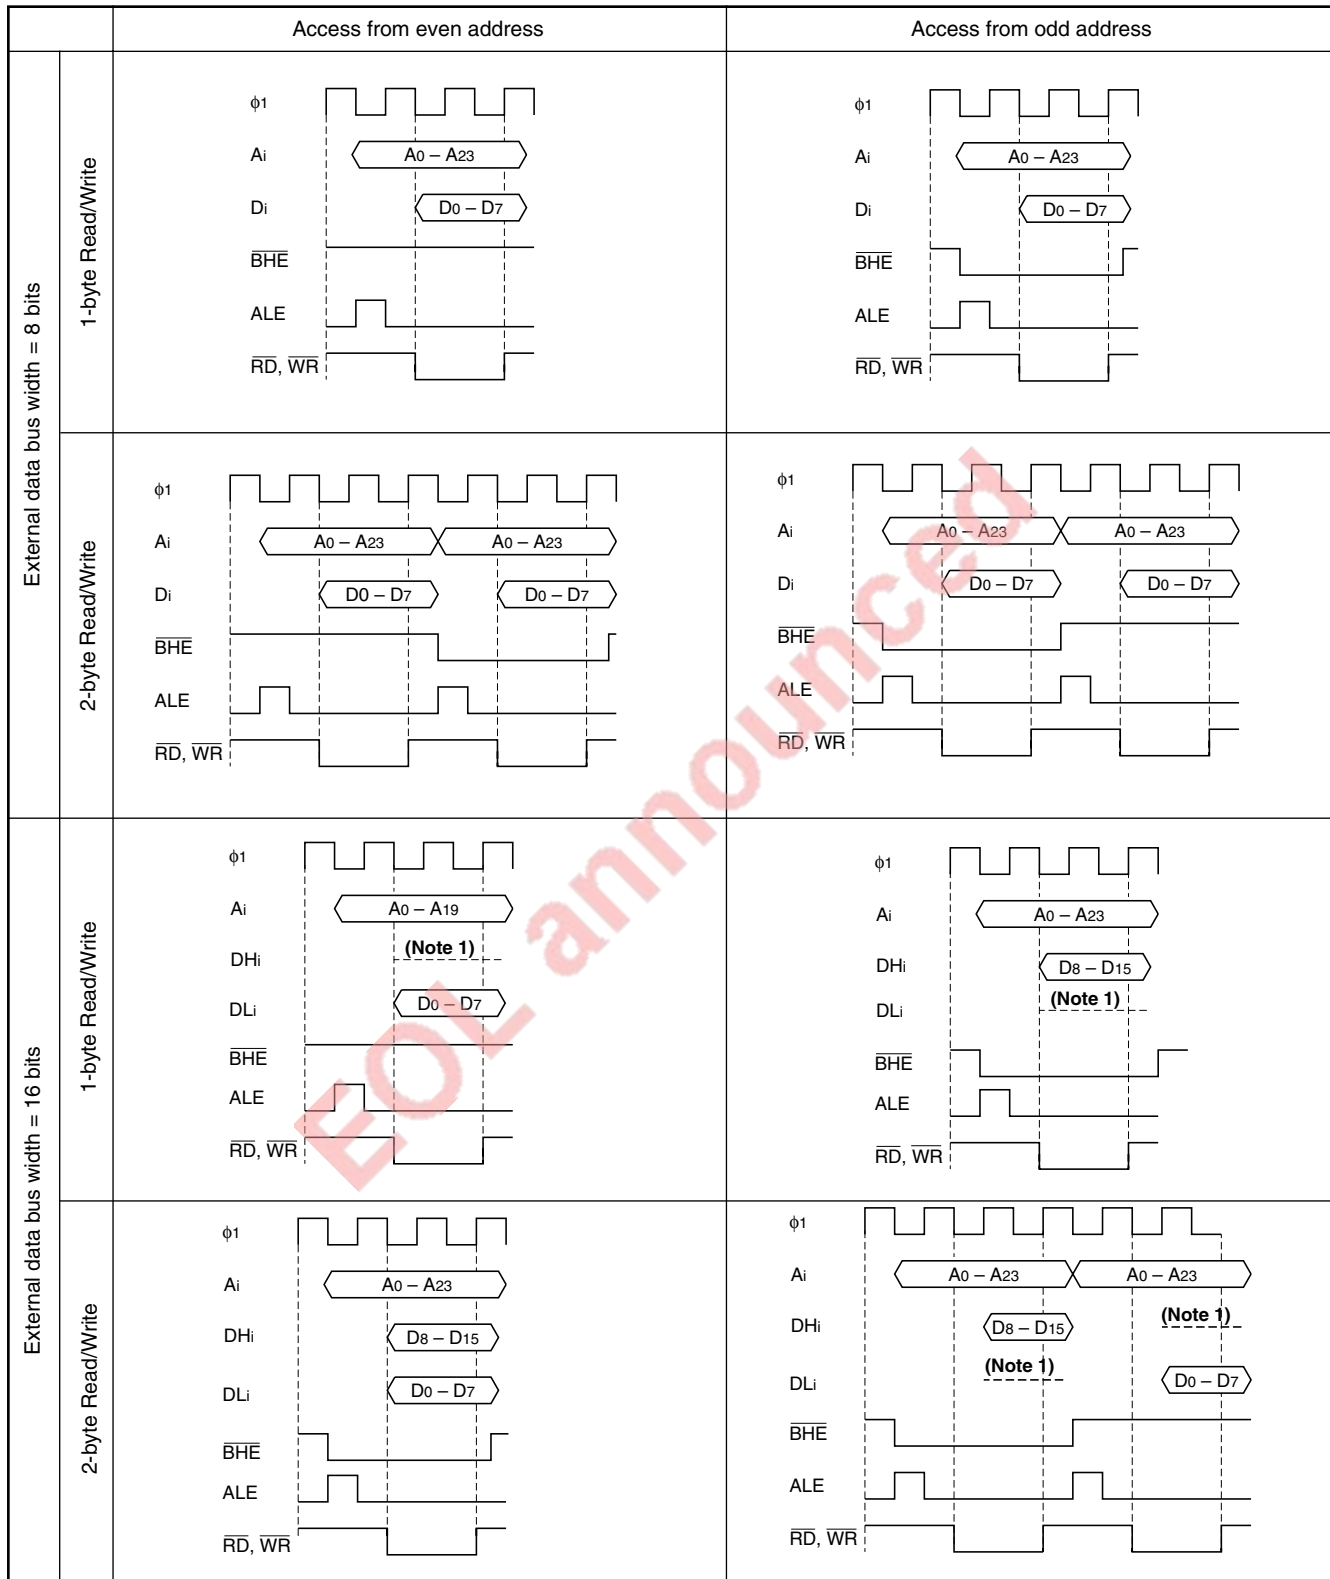 Access from even address
Access from odd address
External data bus width = 8 bits
1-byte Read/Write
φ1
Ai
A0 – A23
Di
D0 – D7
BHE
ALE
RD, WR
φ1
Ai
A0 – A23
Di
D0 – D7
BHE
ALE
RD, WR
2-byte Read/Write
φ1
Ai
A0 – A23
A0 – A23
Di
D0 – D7
D0 – D7
BHE
ALE
RD, WR
φ1
Ai
A0 – A23
A0 – A23
Di
D0 – D7
D0 – D7
BHE
ALE
RD, WR
External data bus width = 16 bits
1-byte Read/Write
φ1
Ai
A0 – A19
DHi
(Note 1)
DLi
D0 – D7
BHE
ALE
RD, WR
φ1
Ai
A0 – A23
DHi
D8 – D15
DLi
(Note 1)
BHE
ALE
RD, WR
2-byte Read/Write
φ1
Ai
A0 – A23
DHi
D8 – D15
DLi
D0 – D7
BHE
ALE
RD, WR
φ1
Ai
A0 – A23
A0 – A23
DHi
D8 – D15
(Note 1)
(Note 1)
DLi
D0 – D7
BHE
ALE
RD, WR
EOL announced